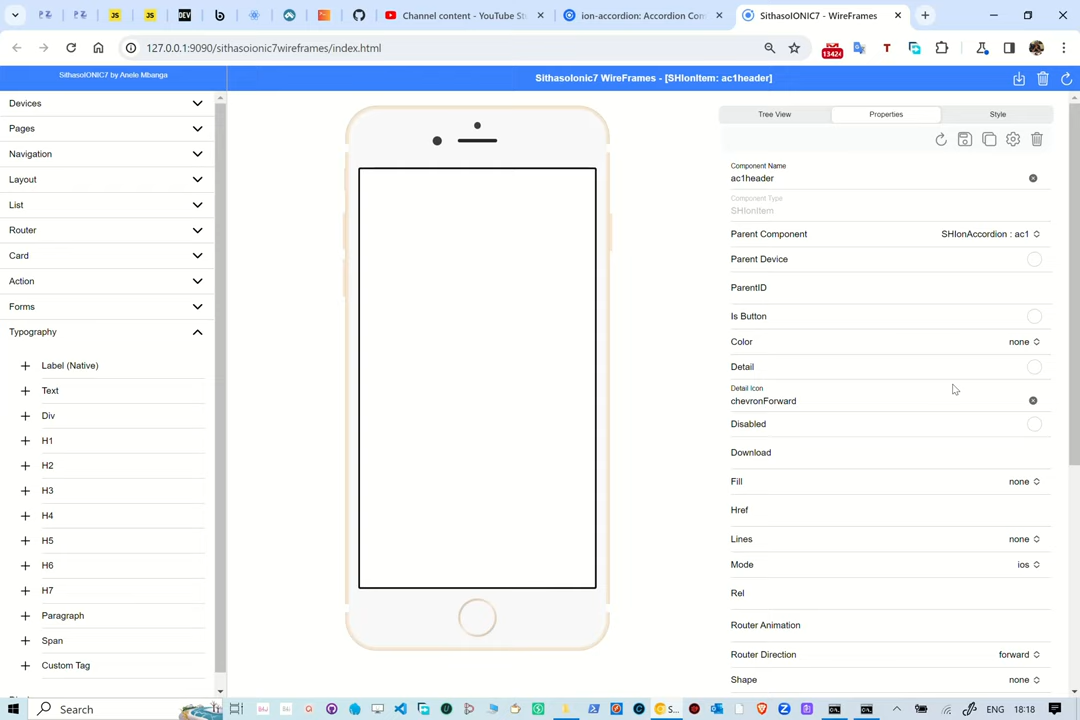 Channel content - YouTube Stu
ion-accordion: Accordion Com
SithasoIONIC7 - WireFrames
127.0.0.1:9090/sithasoionic7wireframes/index.html
13424
SithasoIONIC7 by Anele Mbanga
SithasoIonic7 WireFrames - [SHIonItem: ac1header]
Devices
Pages
Navigation
Layout
List
Router
Card
Action
Forms
Typography
Label (Native)
Text
Div
H1
H2
H3
H4
H5
H6
H7
Paragraph
Span
Custom Tag
Tree View
Properties
Style
Component Name
ac1header
Component Type
SHIonItem
Parent Component
SHIonAccordion : ac1
Parent Device
ParentID
Is Button
Color
none
Detail
Detail Icon
chevronForward
Disabled
Download
Fill
none
Href
Lines
none
Mode
ios
Rel
Router Animation
Router Direction
forward
Shape
none
Search
ENG
18:18